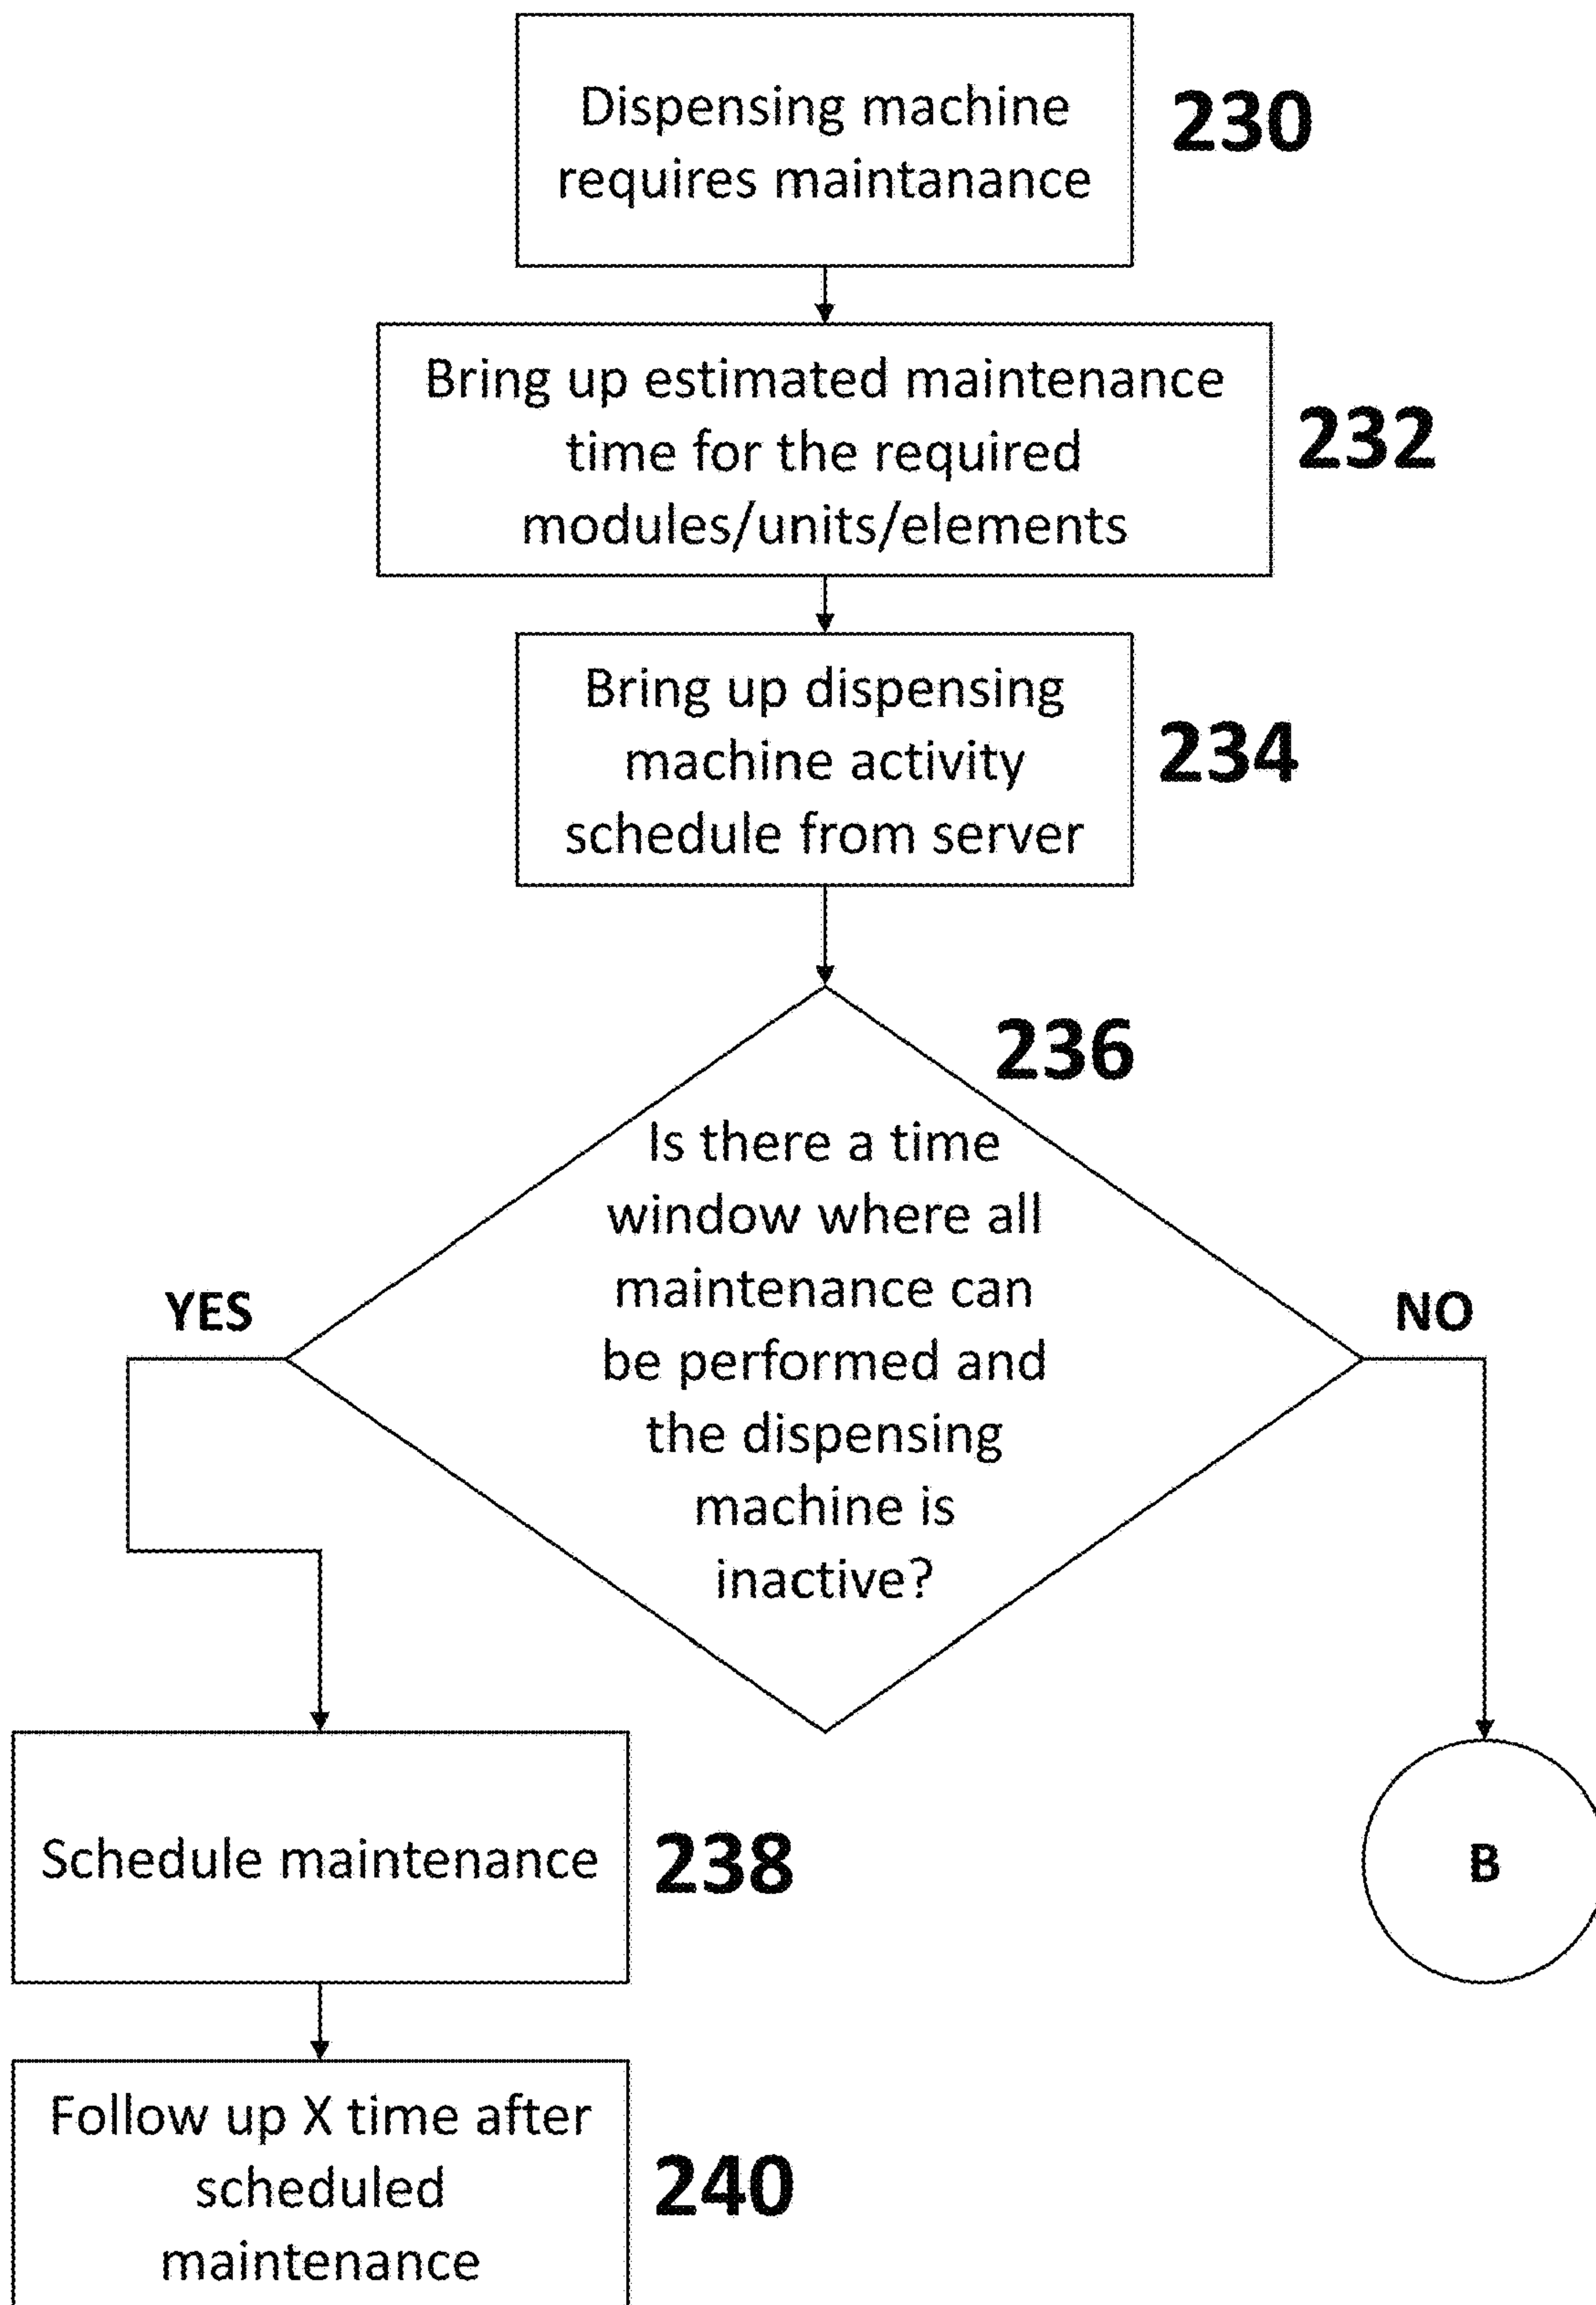 Dispensing machine
requires maintanance
230
Bring up estimated maintenance
time for the required
modules/units/elements
232
Bring up dispensing
machine activity
schedule from server
234
236
Is there a time
window where all
maintenance can
be performed and
the dispensing
machine is
inactive?
YES
NO
Schedule maintenance
238
B
Follow up X time after
scheduled
maintenance
240